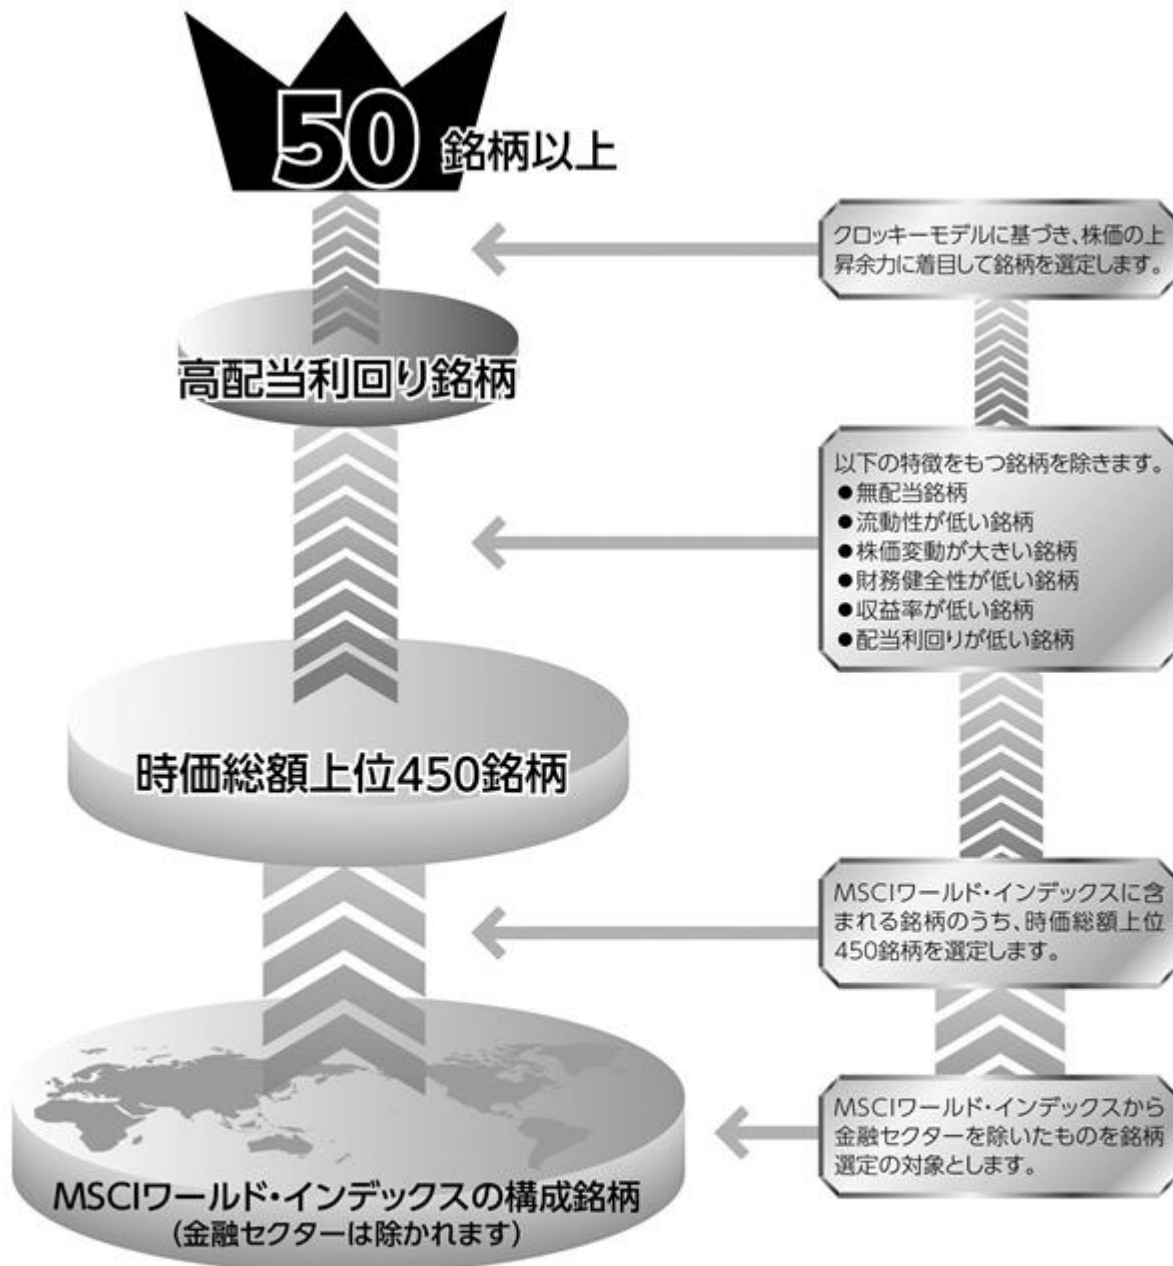 50 銘柄以上
クロッキーモデルに基づき、株価の上
昇余力に着目して銘柄を選定します。
高配当利回り銘柄
以下の特徴をもつ銘柄を除きます。
●無配当銘柄
●流動性が低い銘柄
●株価変動が大きい銘柄
●財務健全性が低い銘柄
●収益率が低い銘柄
●配当利回りが低い銘柄
時価総額上位450銘柄
MSCIワールド・インデックスに含
まれる銘柄のうち、時価総額上位
450銘柄を選定します。
MSCIワールド・インデックスから
金融セクターを除いたものを銘柄
選定の対象とします。
MSCIワールド・インデックスの構成銘柄
(金融セクターは除かれます)